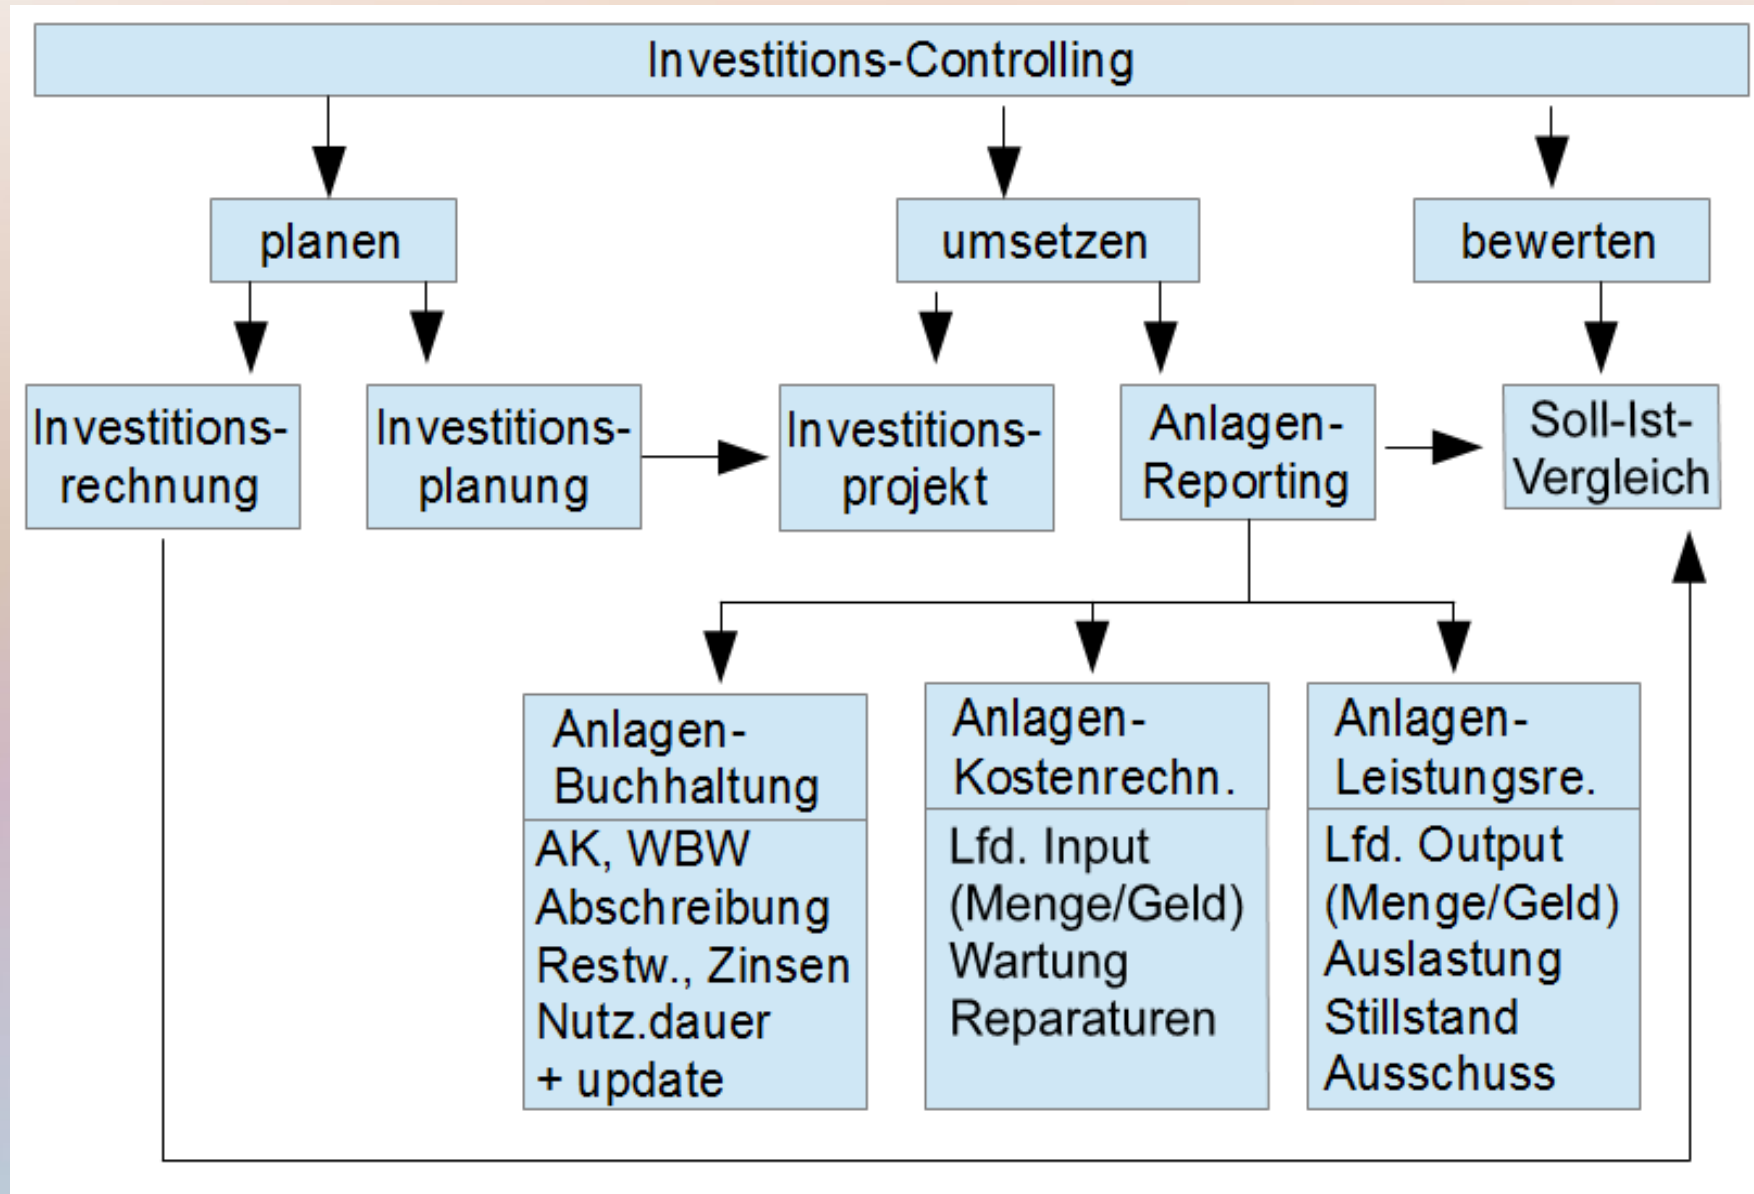 Investitions-Controlling
planen
umsetzen
bewerten
Investitions-
rechnung
Investitions-
planung
Investitions-
projekt
Anlagen-
Reporting
Soll-Ist-
Vergleich
Anlagen-
Buchhaltung
AK, WBW
Abschreibung
Restw., Zinsen
Nutz.dauer
+ update
Anlagen-
Kostenrechn.
Lfd. Input
(Menge/Geld)
Wartung
Reparaturen
Anlagen-
Leistungsre.
Lfd. Output
(Menge/Geld)
Auslastung
Stillstand
Ausschuss